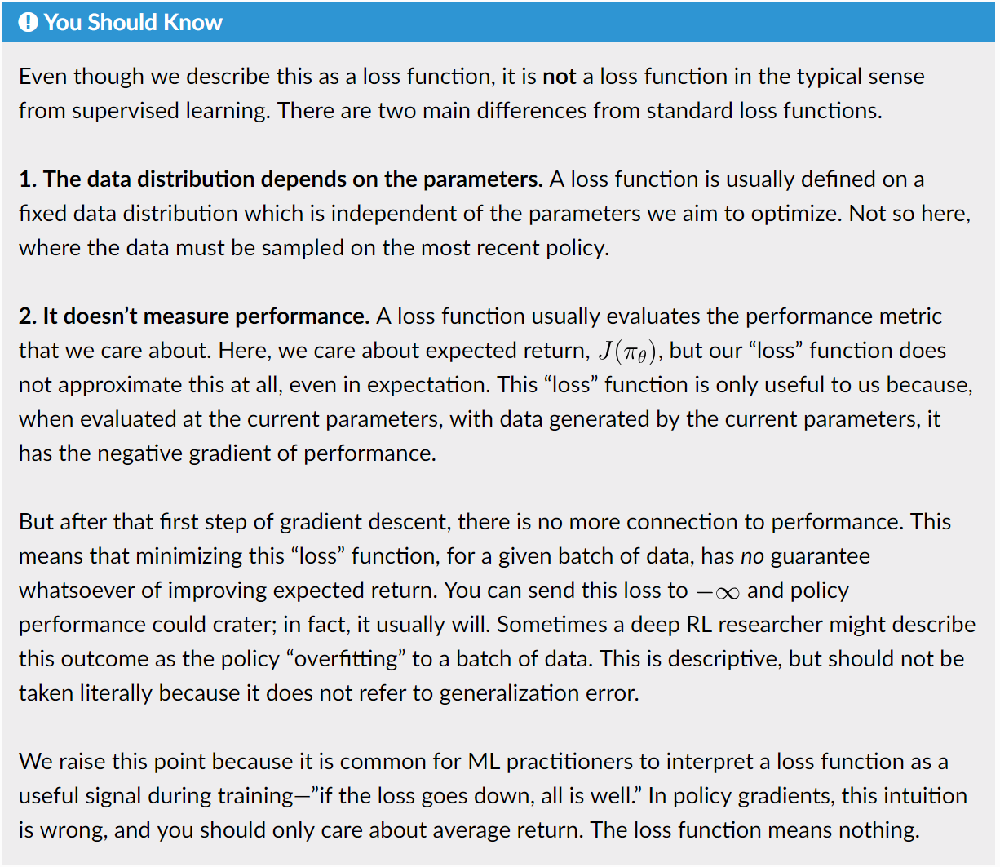 You Should Know
Even though we describe this as a loss function, it is not a loss function in the typical sense
from supervised learning. There are two main differences from standard loss functions.
1. The data distribution depends on the parameters. A loss function is usually defined on a
fixed data distribution which is independent of the parameters we aim to optimize. Not so here,
where the data must be sampled on the most recent policy.
2. It doesn’t measure performance. A loss function usually evaluates the performance metric
that we care about. Here, we care about expected return, J(π_θ), but our “loss” function does
not approximate this at all, even in expectation. This “loss” function is only useful to us because,
when evaluated at the current parameters, with data generated by the current parameters, it
has the negative gradient of performance.
But after that first step of gradient descent, there is no more connection to performance. This
means that minimizing this “loss” function, for a given batch of data, has no guarantee
whatsoever of improving expected return. You can send this loss to −∞ and policy
performance could crater; in fact, it usually will. Sometimes a deep RL researcher might describe
this outcome as the policy “overfitting” to a batch of data. This is descriptive, but should not be
taken literally because it does not refer to generalization error.
We raise this point because it is common for ML practitioners to interpret a loss function as a
useful signal during training—”if the loss goes down, all is well.” In policy gradients, this intuition
is wrong, and you should only care about average return. The loss function means nothing.